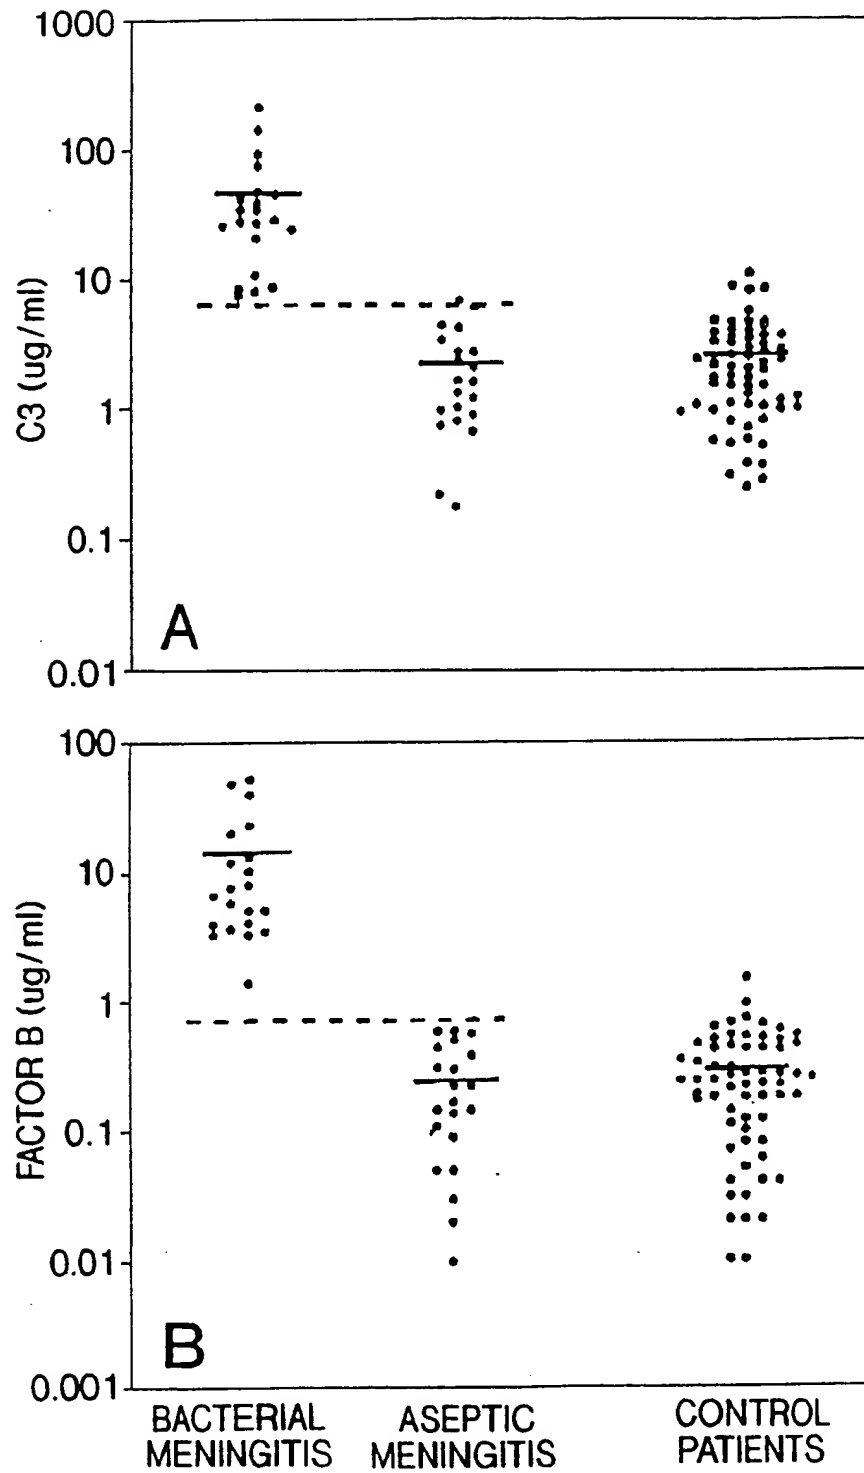 1000
100
10
1
0.1
0.01
C3 (ug/ml)
A
100
10
1
0.1
0.01
0.001
FACTOR B (ug/ml)
B
BACTERIAL
MENINGITIS
ASEPTIC
MENINGITIS
CONTROL
PATIENTS